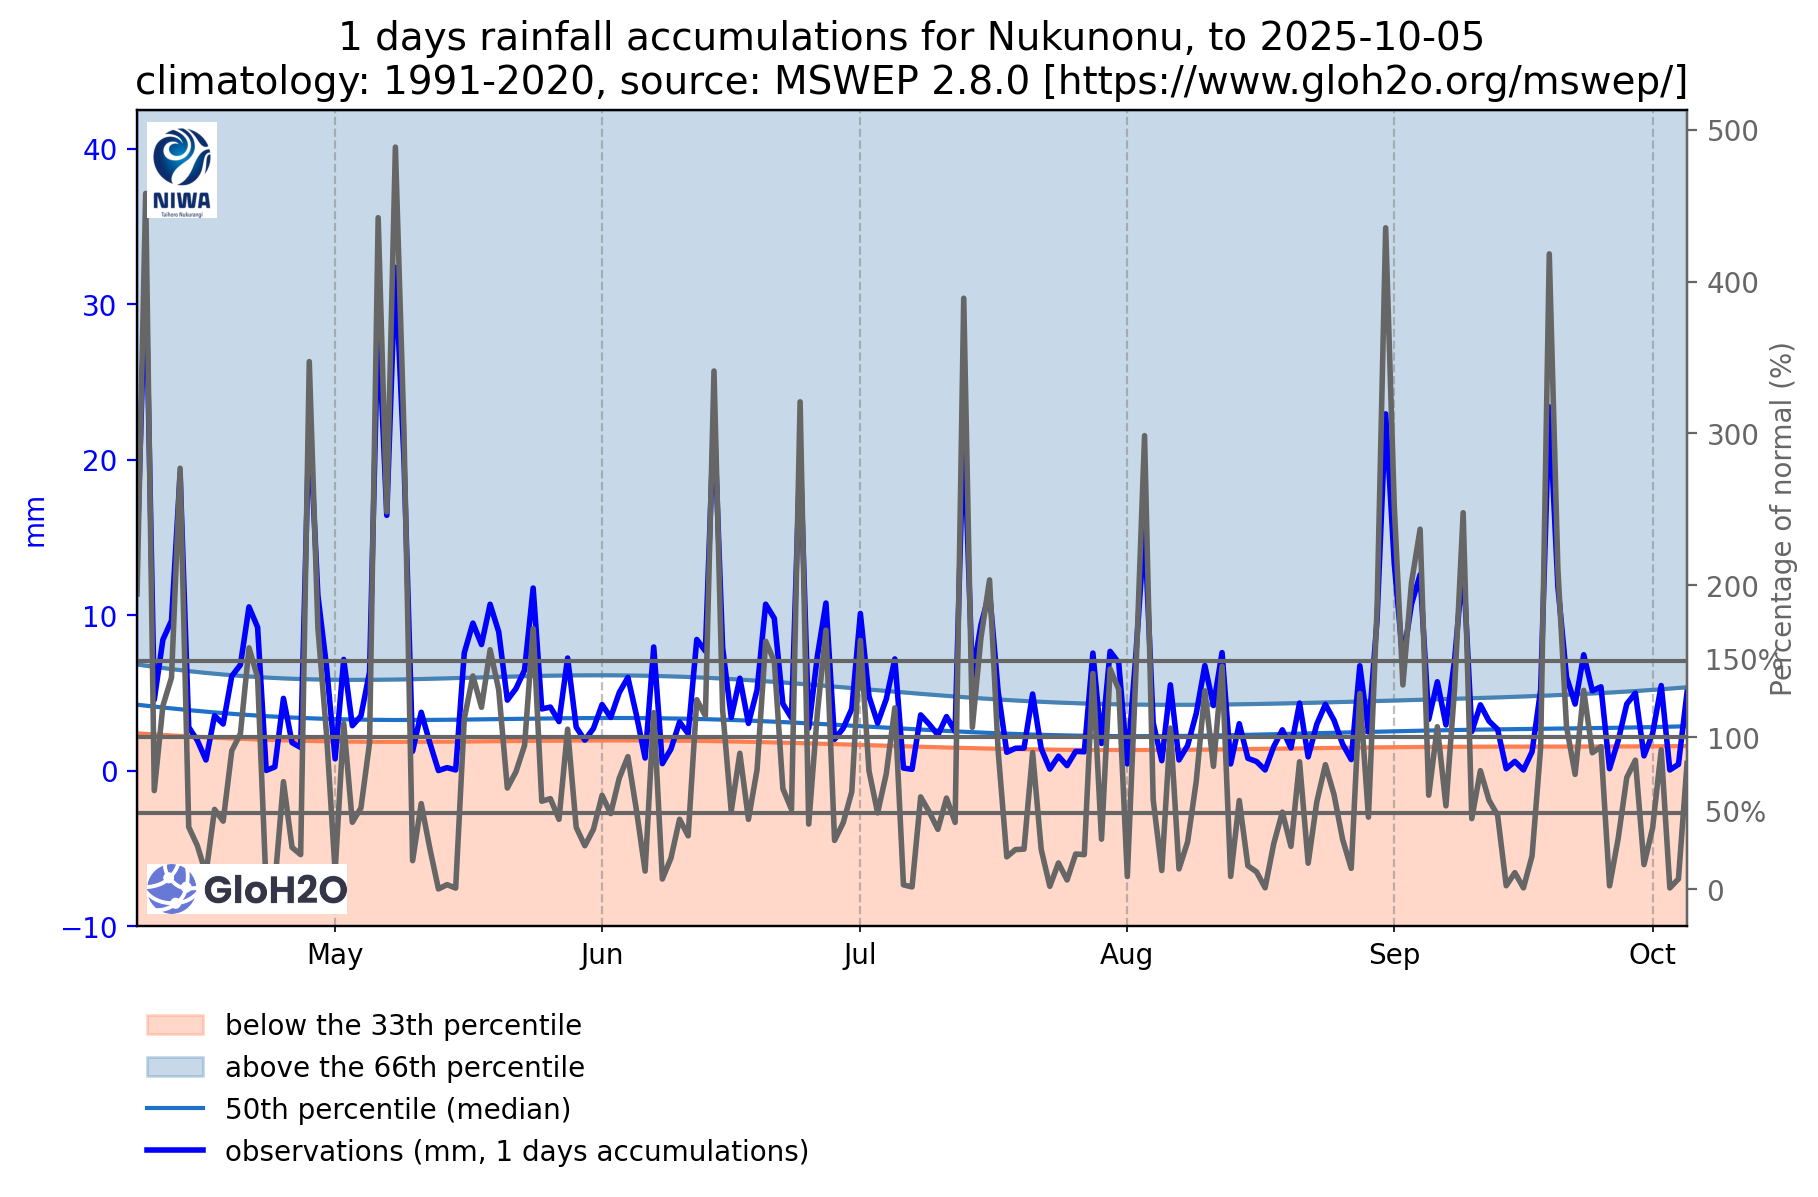 1 days rainfall accumulations for Nukunonu, to 2025-10-05
climatology: 1991-2020, source: MSWEP 2.8.0 [https://www.gloh2o.org/mswep/]
40
30
20
10
0
−10
mm
NIWA
Taihoro Nukurangi
GloH2O
500
400
300
200
150%
100
50%
0
Percentage of normal (%)
May
Jun
Jul
Aug
Sep
Oct
below the 33th percentile
above the 66th percentile
50th percentile (median)
observations (mm, 1 days accumulations)